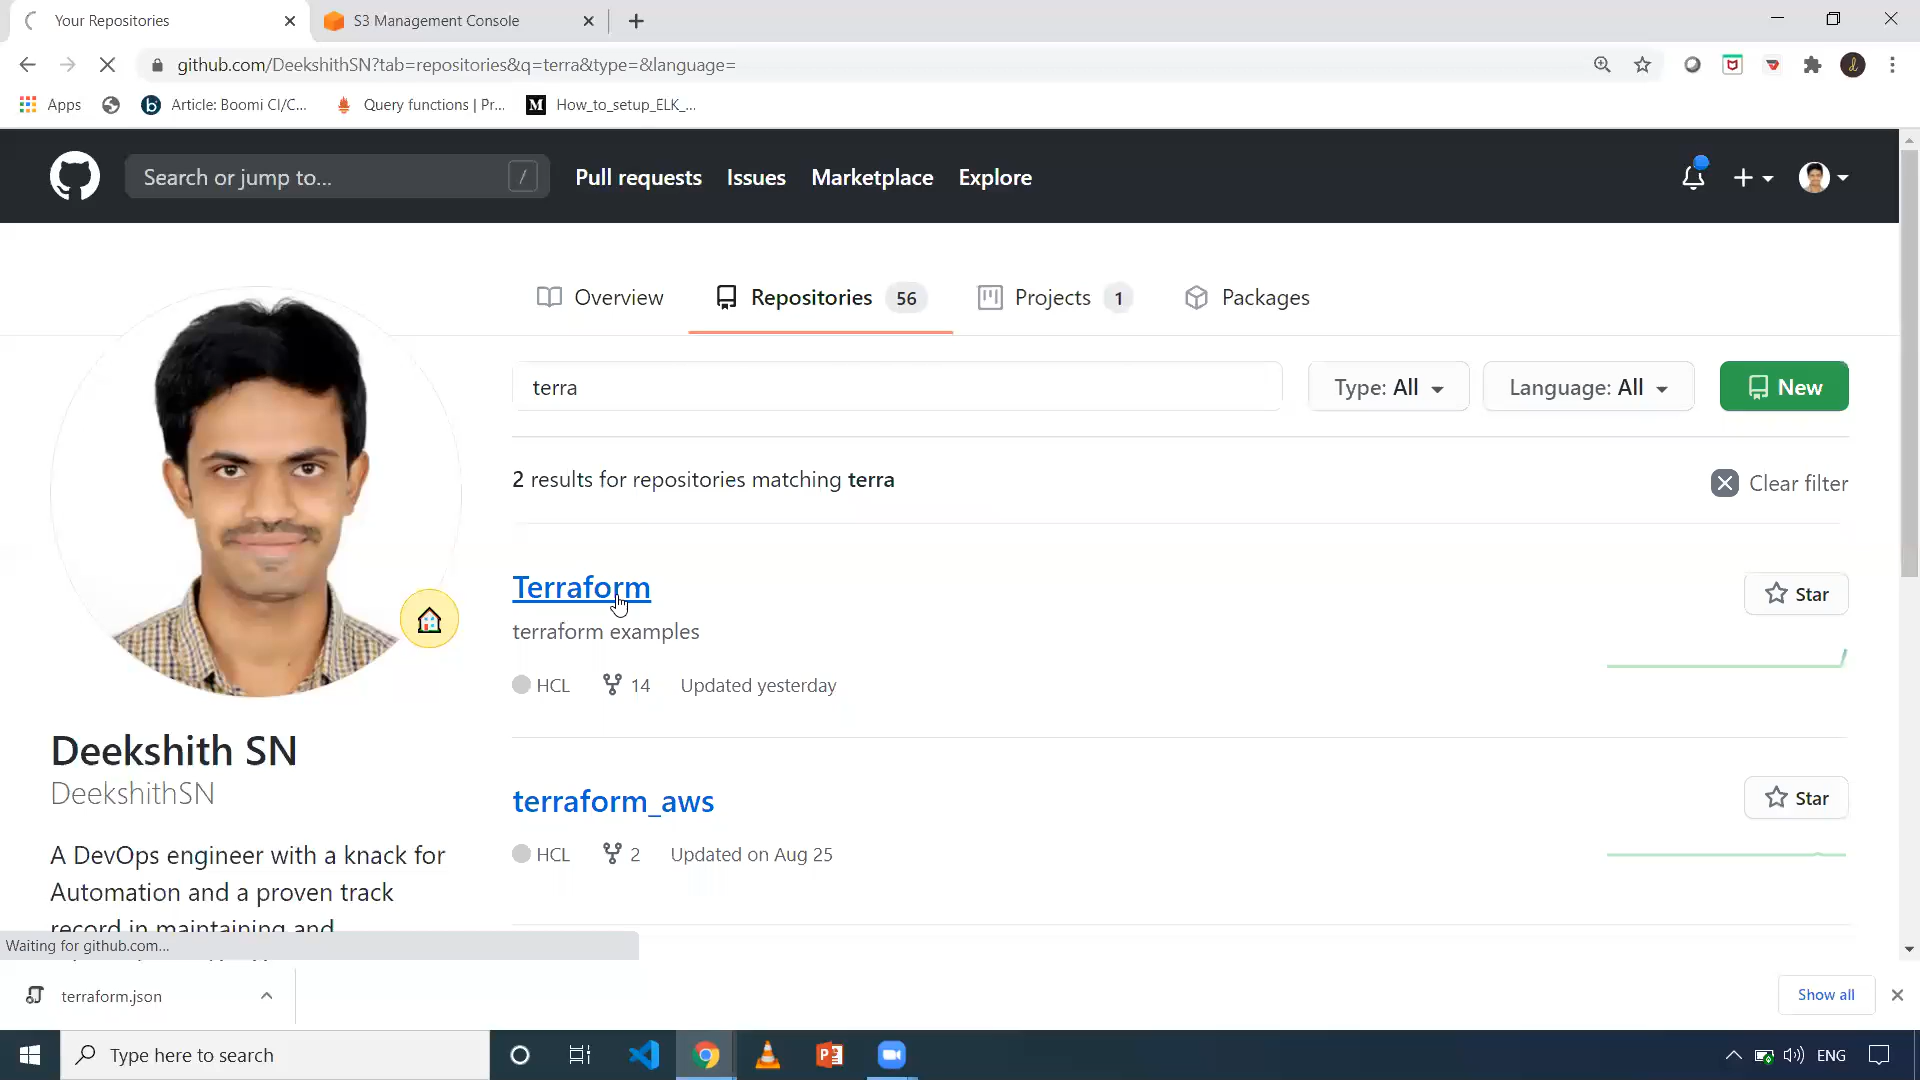 Your Repositories
S3 Management Console
github.com/DeekshithSN?tab=repositories&q=terra&type=&language=
Apps
Article: Boomi CI/C...
Query functions | Pr...
How_to_setup_ELK_...
Search or jump to...
/
Pull requests
Issues
Marketplace
Explore
Overview
Repositories 56
Projects 1
Packages
terra
Type: All
Language: All
New
2 results for repositories matching terra
Clear filter
Terraform
Star
terraform examples
HCL 14 Updated yesterday
terraform_aws
Star
HCL 2 Updated on Aug 25
Deekshith SN
DeekshithSN
A DevOps engineer with a knack for
Automation and a proven track
record in maintaining and
Waiting for github.com...
terraform.json
Show all
Type here to search
ENG